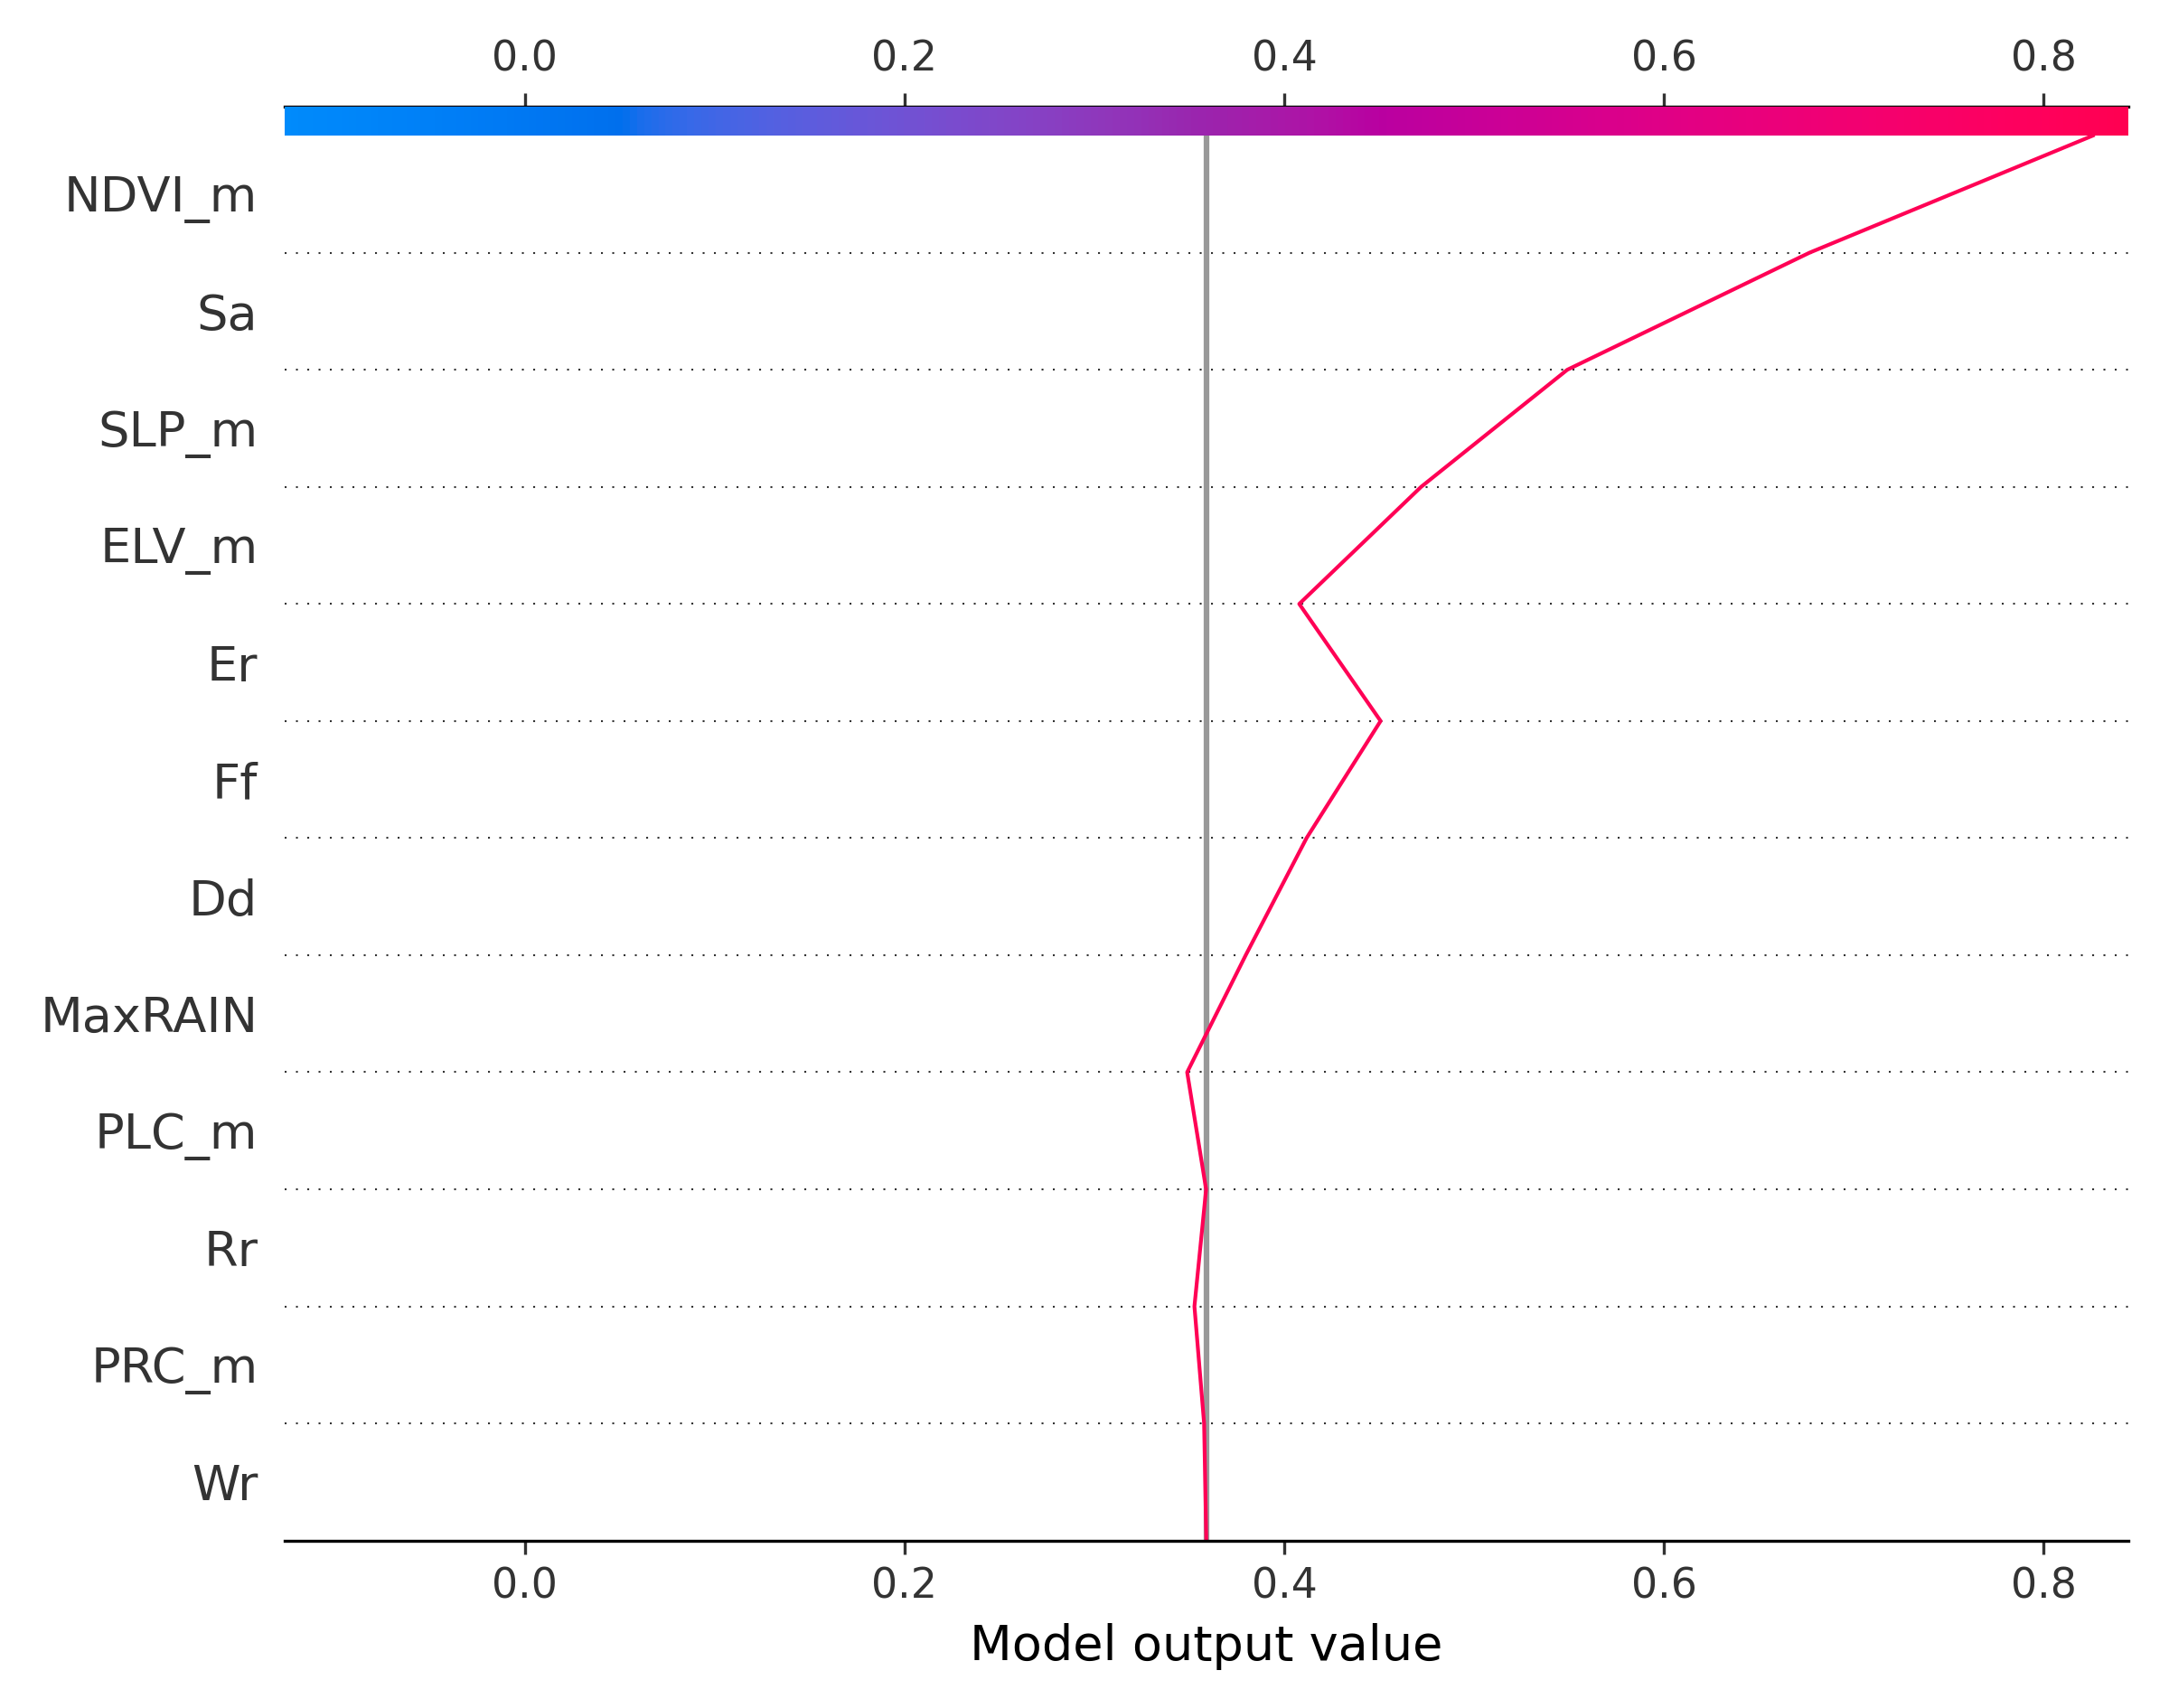 0.0 0.2 0.4 0.6 0.8
NDVI_m
Sa
SLP_m
ELV_m
Er
Ff
Dd
MaxRAIN
PLC_m
Rr
PRC_m
Wr
0.0 0.2 0.4 0.6 0.8
Model output value